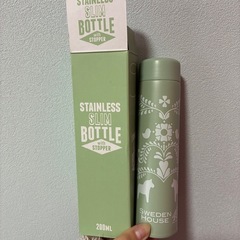 STAINLESS
SLIM
BOTTLE
with
STOPPER
STAINLESS
SLIM
BOTTLE
with
STOPPER
200ML
SWEDEN
HOUSE